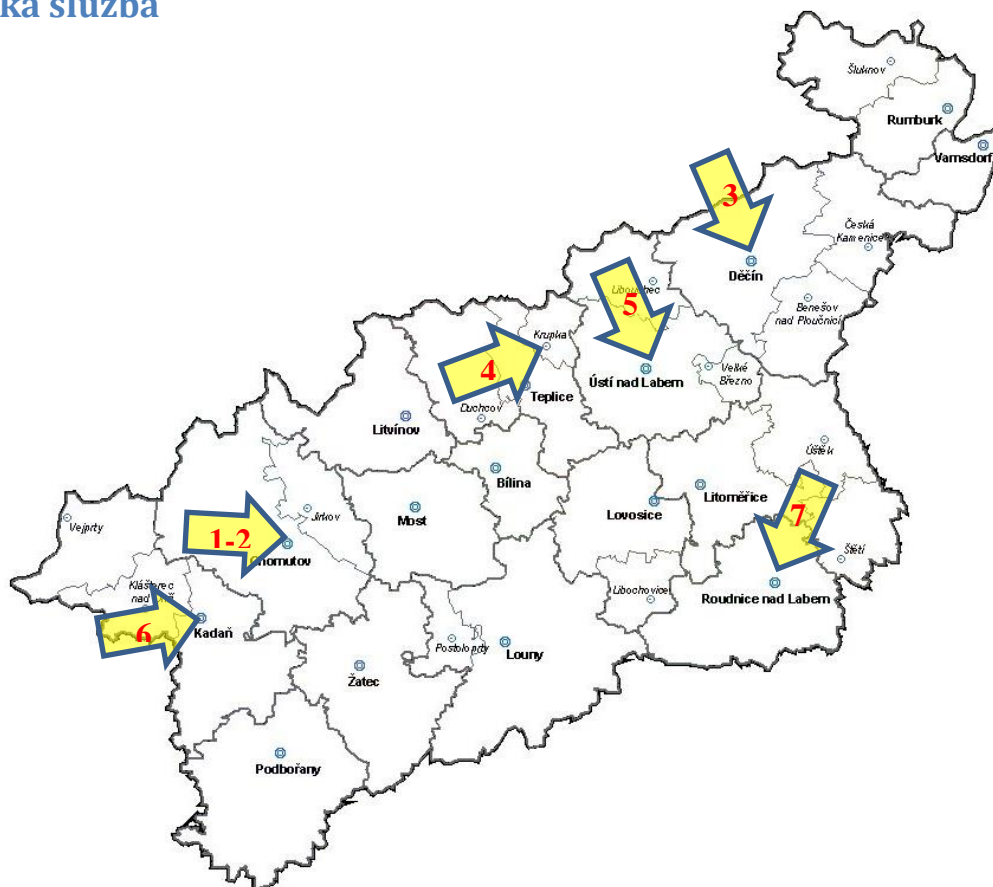 ká služba
Šluknov
Rumburk
Varnsdorf
3
Česká
Kamenice
Děčín
Libouchec
5
Benešov
nad Ploučnicí
Krupka
4
Ústí nad Labem
Velké
Březno
Teplice
Duchcov
Litvínov
Úštěk
Bílina
Litoměřice
Lovosice
Most
Jirkov
7
Vejprty
1-2
Chomutov
Štětí
Klášterec
nad
Libochovice
Roudnice nad Labem
6
Kadaň
Postoloprty
Louny
Žatec
Podbořany